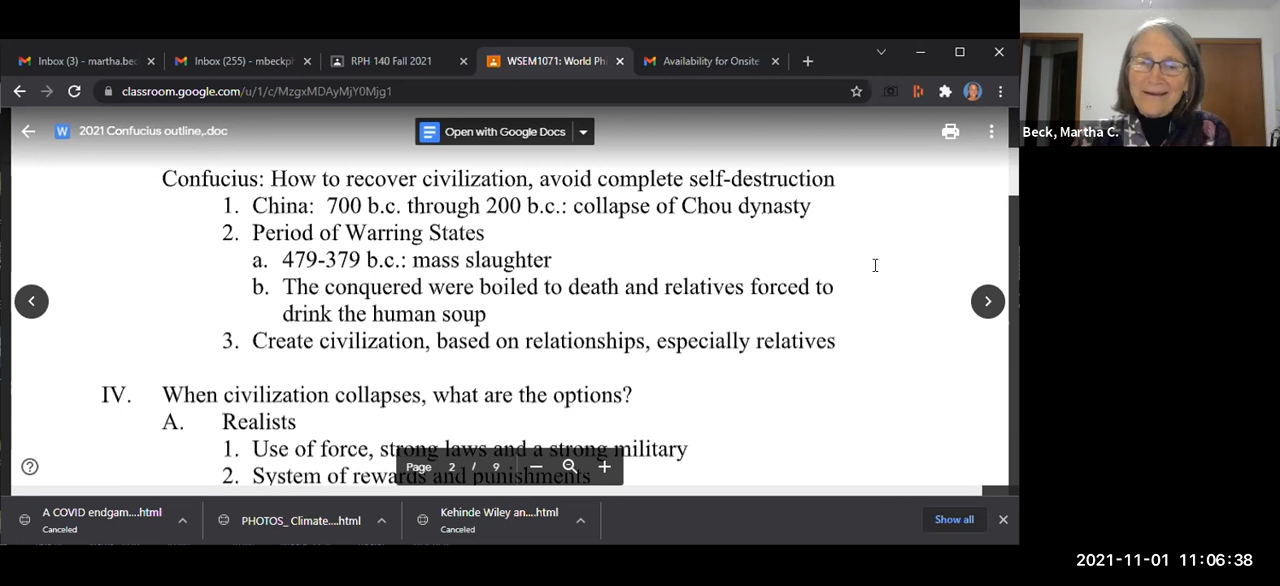 Inbox (3) - martha.bec
Inbox (255) - mbeckpl
RPH 140 Fall 2021
WSEM1071: World Phi
Availability for Onsite
classroom.google.com/u/1/c/MzgxMDAyMjY0Mjg1
W 2021 Confucius outline,.doc
Open with Google Docs
Beck, Martha C.
Confucius: How to recover civilization, avoid complete self-destruction
1. China: 700 b.c. through 200 b.c.: collapse of Chou dynasty
2. Period of Warring States
a. 479-379 b.c.: mass slaughter
b. The conquered were boiled to death and relatives forced to
drink the human soup
3. Create civilization, based on relationships, especially relatives
IV. When civilization collapses, what are the options?
A. Realists
1. Use of force, strong laws and a strong military
2. System of rewards and punishments
Page 2 / 9
A COVID endgam....html
Canceled
PHOTOS_ Climate....html
Kehinde Wiley an....html
Canceled
Show all
2021-11-01 11:06:38